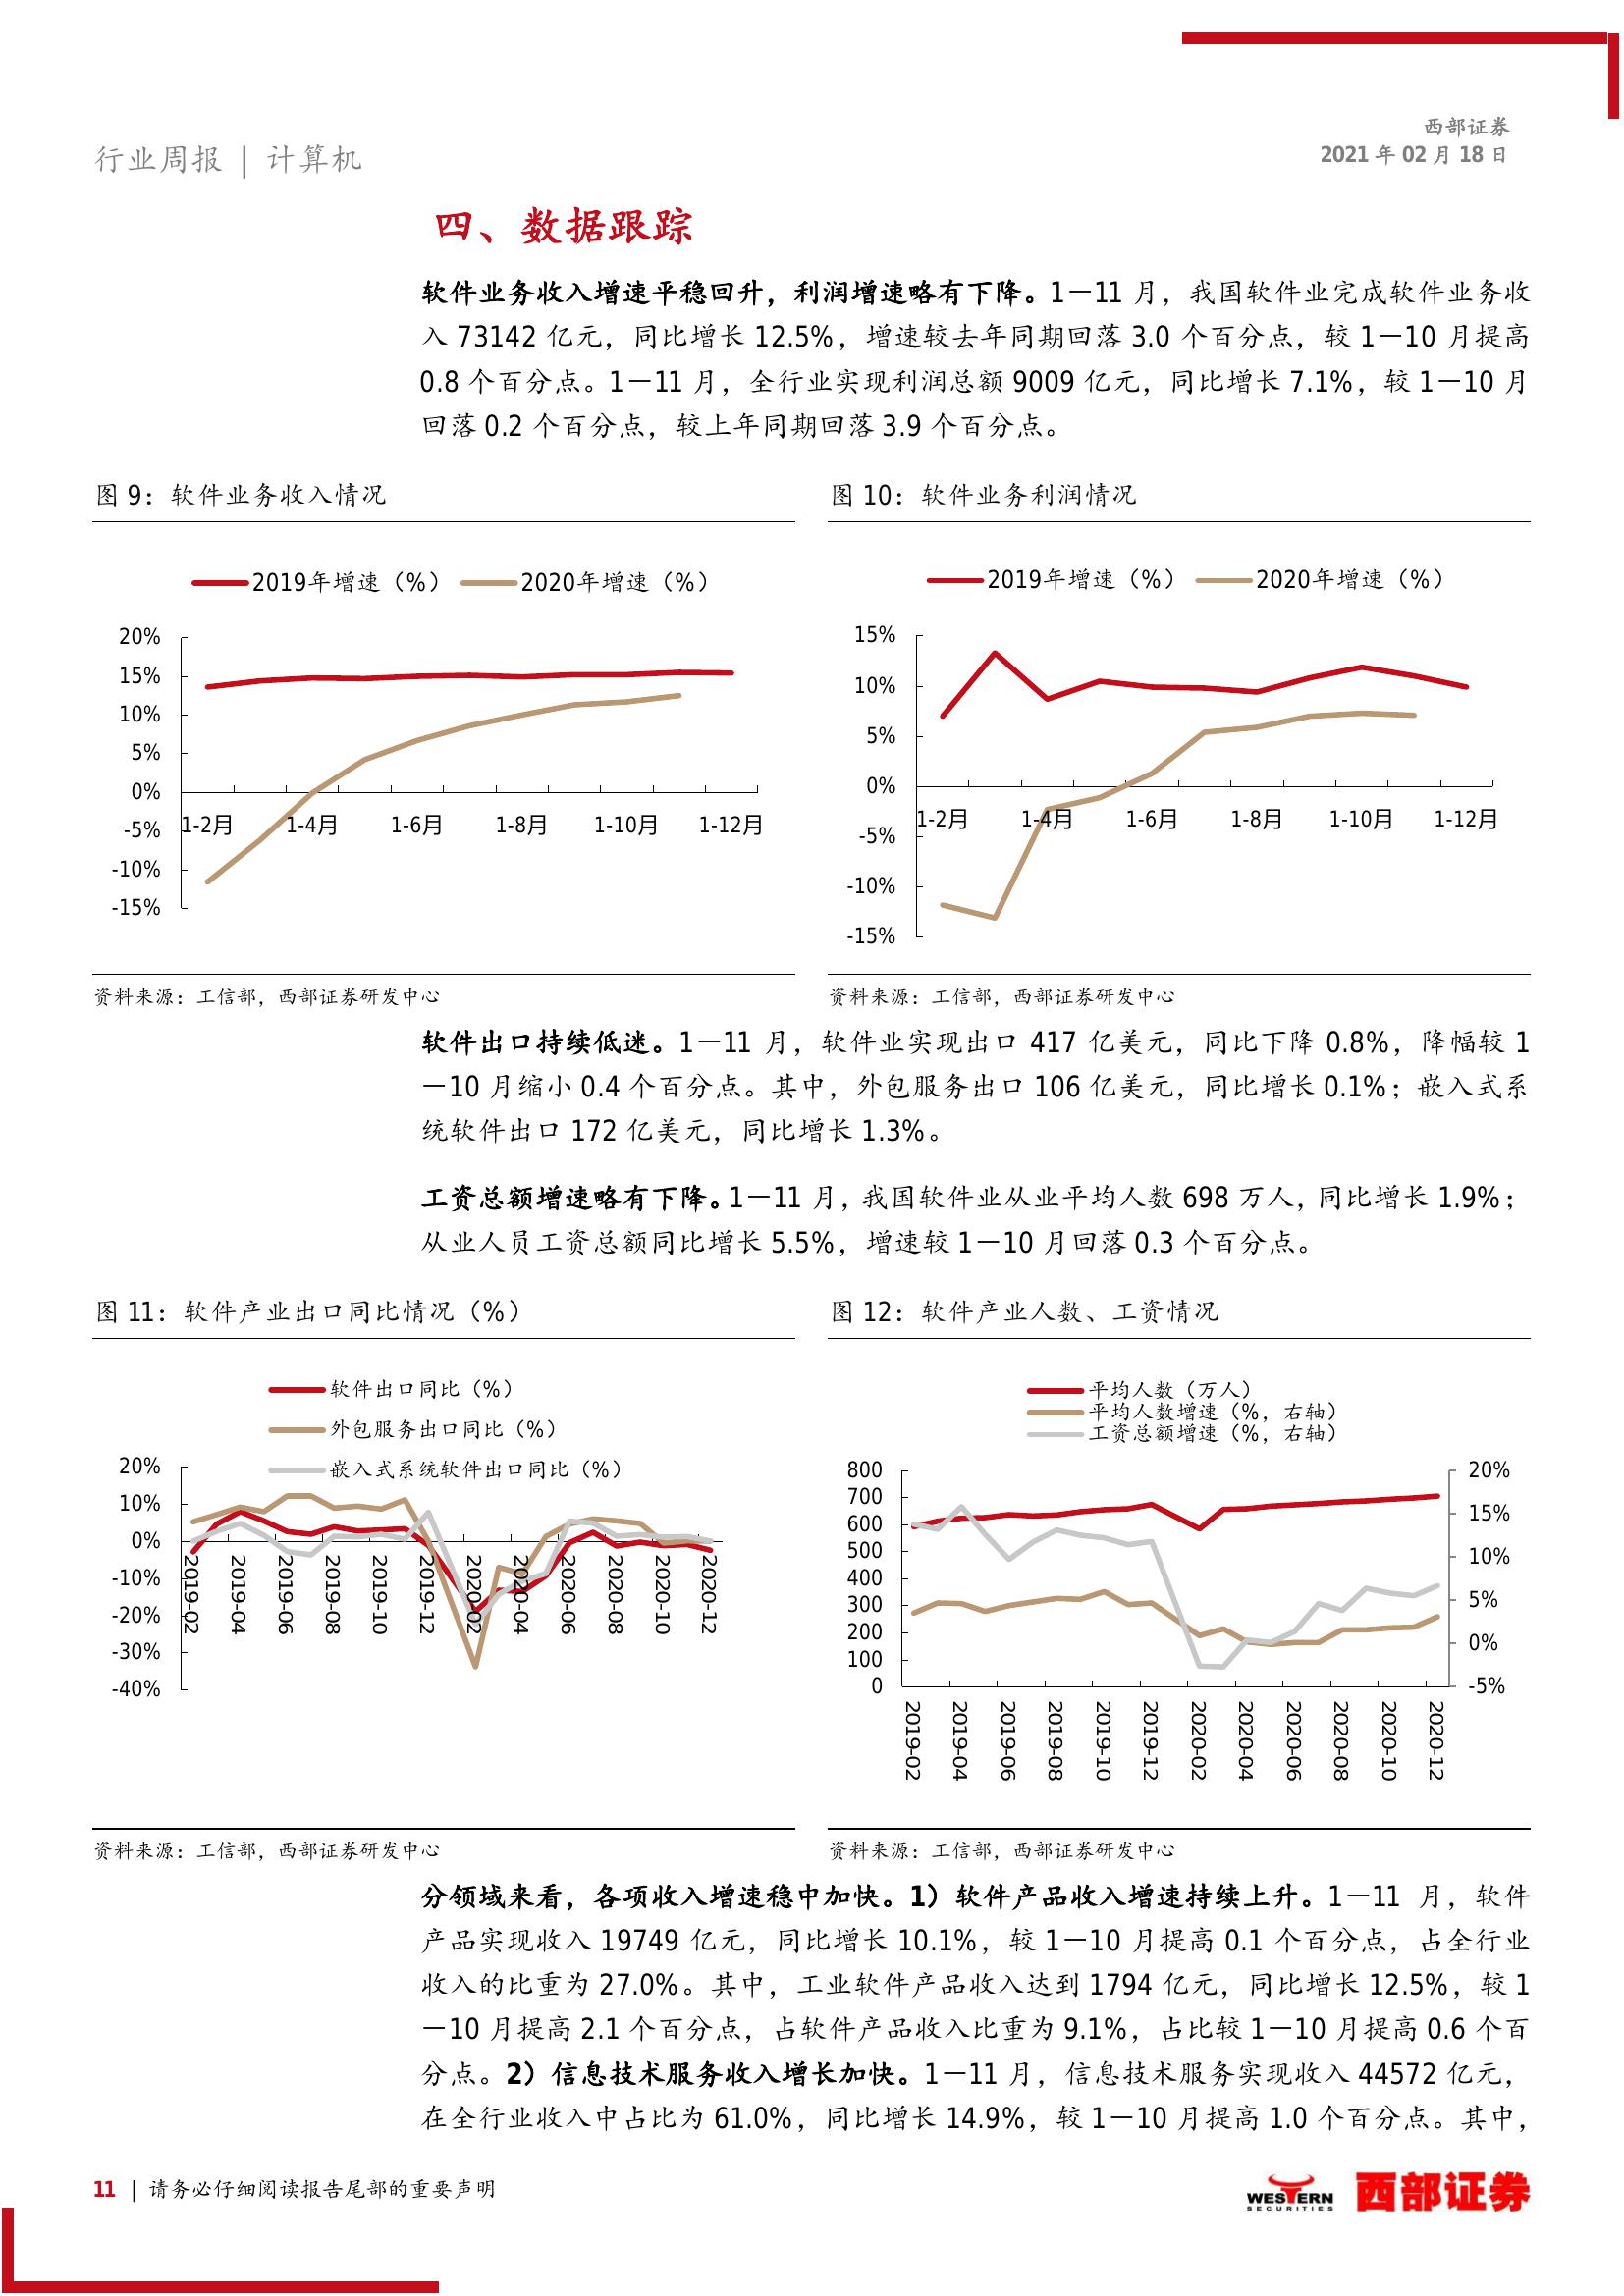 西部证券
2021 年 02 月 18 日
行业周报 | 计算机
四、数据跟踪
软件业务收入增速平稳回升，利润增速略有下降。1－11 月，我国软件业完成软件业务收
入 73142 亿元，同比增长 12.5%，增速较去年同期回落 3.0 个百分点，较 1－10 月提高
0.8 个百分点。1－11 月，全行业实现利润总额 9009 亿元，同比增长 7.1%，较 1－10 月
回落 0.2 个百分点，较上年同期回落 3.9 个百分点。
图 9：软件业务收入情况
2019年增速（%） 2020年增速（%）
20%
15%
10%
5%
0%
-5%
-10%
-15%
1-2月 1-4月 1-6月 1-8月 1-10月 1-12月
资料来源：工信部，西部证券研发中心
图 10：软件业务利润情况
2019年增速（%） 2020年增速（%）
15%
10%
5%
0%
-5%
-10%
-15%
1-2月 1-4月 1-6月 1-8月 1-10月 1-12月
资料来源：工信部，西部证券研发中心
软件出口持续低迷。1－11 月，软件业实现出口 417 亿美元，同比下降 0.8%，降幅较 1
－10 月缩小 0.4 个百分点。其中，外包服务出口 106 亿美元，同比增长 0.1%；嵌入式系
统软件出口 172 亿美元，同比增长 1.3%。
工资总额增速略有下降。1－11 月，我国软件业从业平均人数 698 万人，同比增长 1.9%；
从业人员工资总额同比增长 5.5%，增速较 1－10 月回落 0.3 个百分点。
图 11：软件产业出口同比情况（%）
软件出口同比（%）
外包服务出口同比（%）
嵌入式系统软件出口同比（%）
20%
10%
0%
-10%
-20%
-30%
-40%
2019-02 2019-04 2019-06 2019-08 2019-10 2019-12 2020-02 2020-04 2020-06 2020-08 2020-10 2020-12
资料来源：工信部，西部证券研发中心
图 12：软件产业人数、工资情况
平均人数（万人）
平均人数增速（%，右轴）
工资总额增速（%，右轴）
800
700
600
500
400
300
200
100
0
20%
15%
10%
5%
0%
-5%
2019-02 2019-04 2019-06 2019-08 2019-10 2019-12 2020-02 2020-04 2020-06 2020-08 2020-10 2020-12
资料来源：工信部，西部证券研发中心
分领域来看，各项收入增速稳中加快。1）软件产品收入增速持续上升。1－11 月，软件
产品实现收入 19749 亿元，同比增长 10.1%，较 1－10 月提高 0.1 个百分点，占全行业
收入的比重为 27.0%。其中，工业软件产品收入达到 1794 亿元，同比增长 12.5%，较 1
－10 月提高 2.1 个百分点，占软件产品收入比重为 9.1%，占比较 1－10 月提高 0.6 个百
分点。2）信息技术服务收入增长加快。1－11 月，信息技术服务实现收入 44572 亿元，
在全行业收入中占比为 61.0%，同比增长 14.9%，较 1－10 月提高 1.0 个百分点。其中，
11 | 请务必仔细阅读报告尾部的重要声明
WESTERN
SECURITIES
西部证券